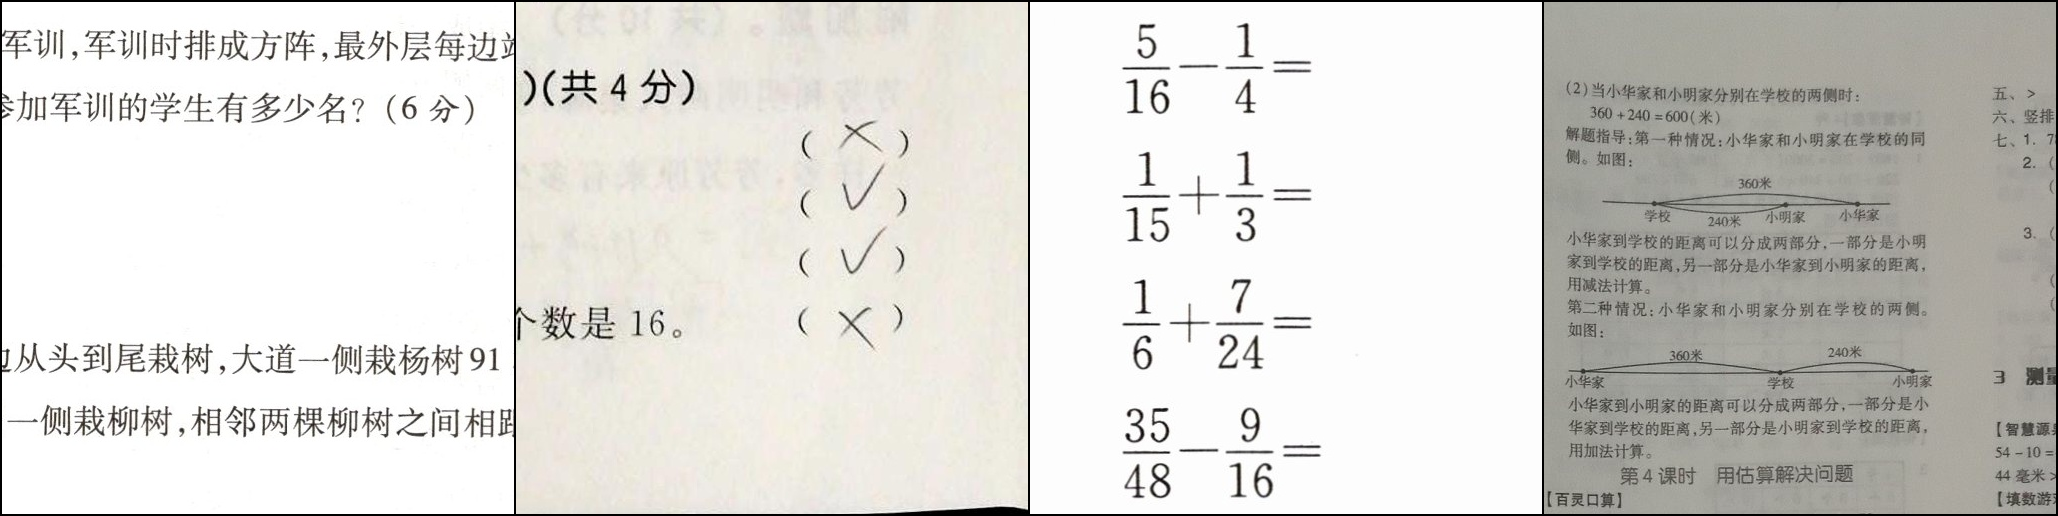 军训,军训时排成方阵,最外层每边
参加军训的学生有多少名?(6 分)
从头到尾栽树,大道一侧栽杨树 91
一侧栽柳树,相邻两棵柳树之间相距
)(共 4 分)
( × )
( √ )
( √ )
个数是 16。 ( × )
5/16 - 1/4 =
1/15 + 1/3 =
1/6 + 7/24 =
35/48 - 9/16 =
(2)当小华家和小明家分别在学校的两侧时:
360 + 240 = 600(米)
解题指导:第一种情况:小华家和小明家在学校的同
侧。如图:
360米
学校 240米 小明家 小华家
小华家到学校的距离可以分成两部分,一部分是小明
家到学校的距离,另一部分是小华家到小明家的距离,
用减法计算。
第二种情况:小华家和小明家分别在学校的两侧。
如图:
360米 240米
小华家 学校 小明家
小华家到小明家的距离可以分成两部分,一部分是小
华家到学校的距离,另一部分是小明家到学校的距离,
用加法计算。
第 4 课时 用估算解决问题
【百灵口算】
五、>
六、竖排
七、1. 7
2. (
(
3. (
(
(
3 测量
【智慧源
54 - 10 =
44 毫米 >
【填数游